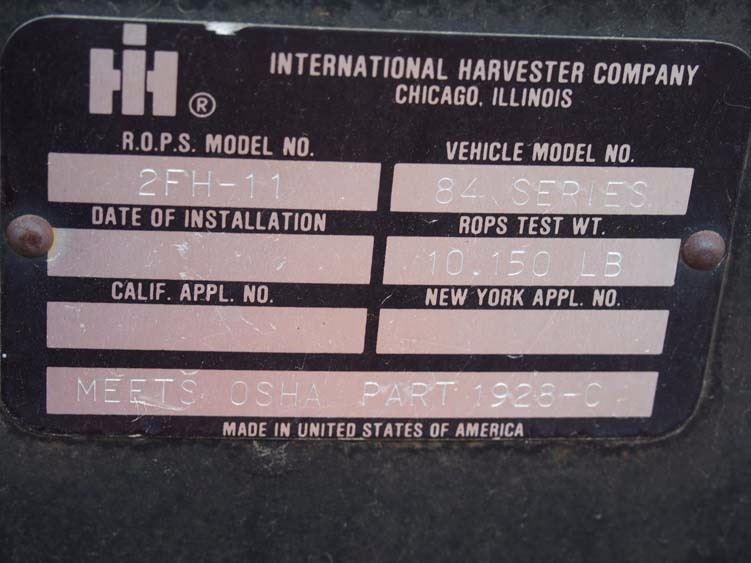 IH ®
INTERNATIONAL HARVESTER COMPANY
CHICAGO, ILLINOIS
R.O.P.S. MODEL NO.
2FH-11
VEHICLE MODEL NO.
84 SERIES
DATE OF INSTALLATION
ROPS TEST WT.
10.150 LB
CALIF. APPL. NO.
NEW YORK APPL. NO.
MEETS OSHA PART 1928-C
MADE IN UNITED STATES OF AMERICA